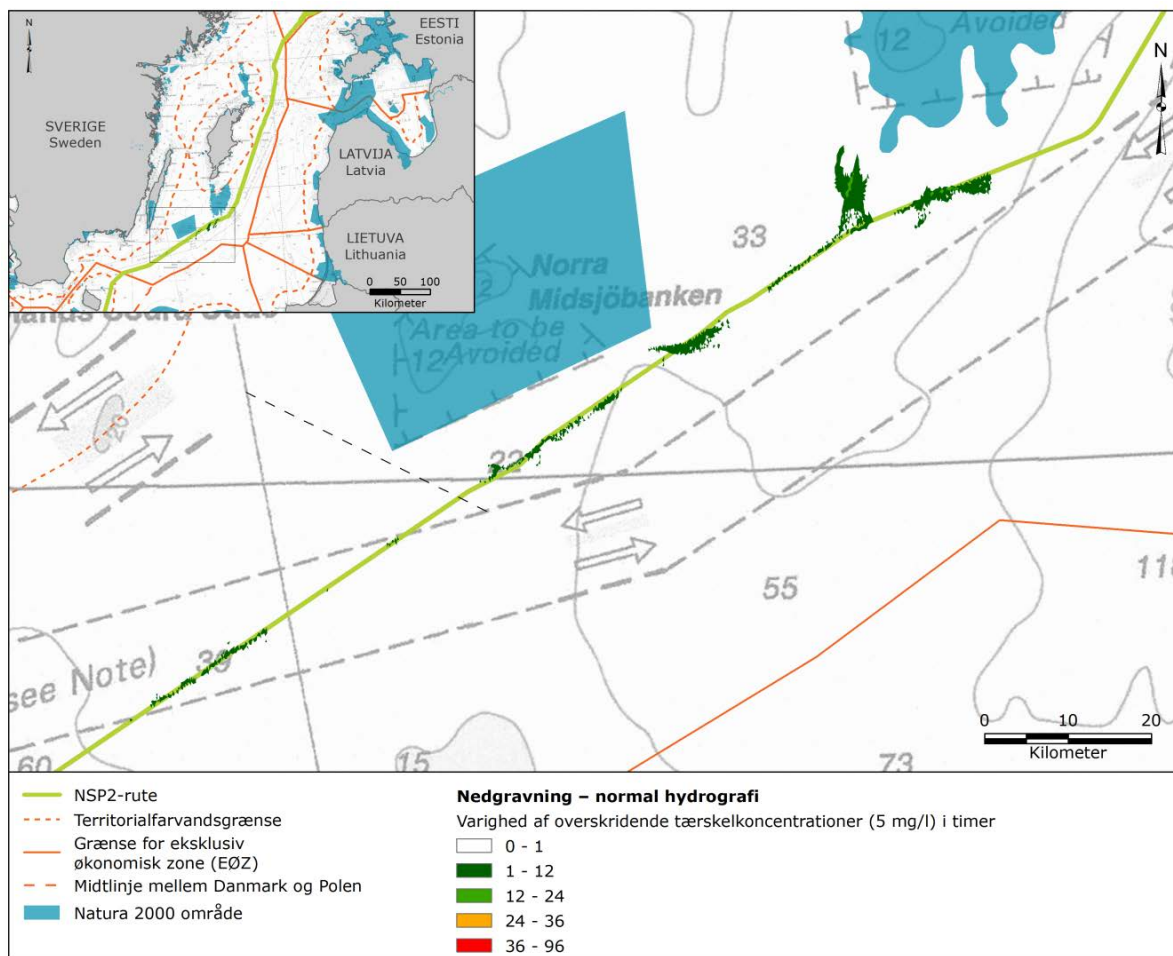 EESTI
Estonia
N
SVERIGE
Sweden
LATVIJA
Latvia
LIETUVA
Lithuania
0 50 100
Kilometer
12
Avoided
N
33
Norra
Midsjöbanken
Area to be
12 Avoided
22
55
39
see Note)
60
15
73
0 10 20
Kilometer
NSP2-rute
Territorialfarvandsgrænse
Grænse for eksklusiv
økonomisk zone (EØZ)
Midtlinje mellem Danmark og Polen
Natura 2000 område
Nedgravning – normal hydrografi
Varighed af overskridende tærskelkoncentrationer (5 mg/l) i timer
0 - 1
1 - 12
12 - 24
24 - 36
36 - 96